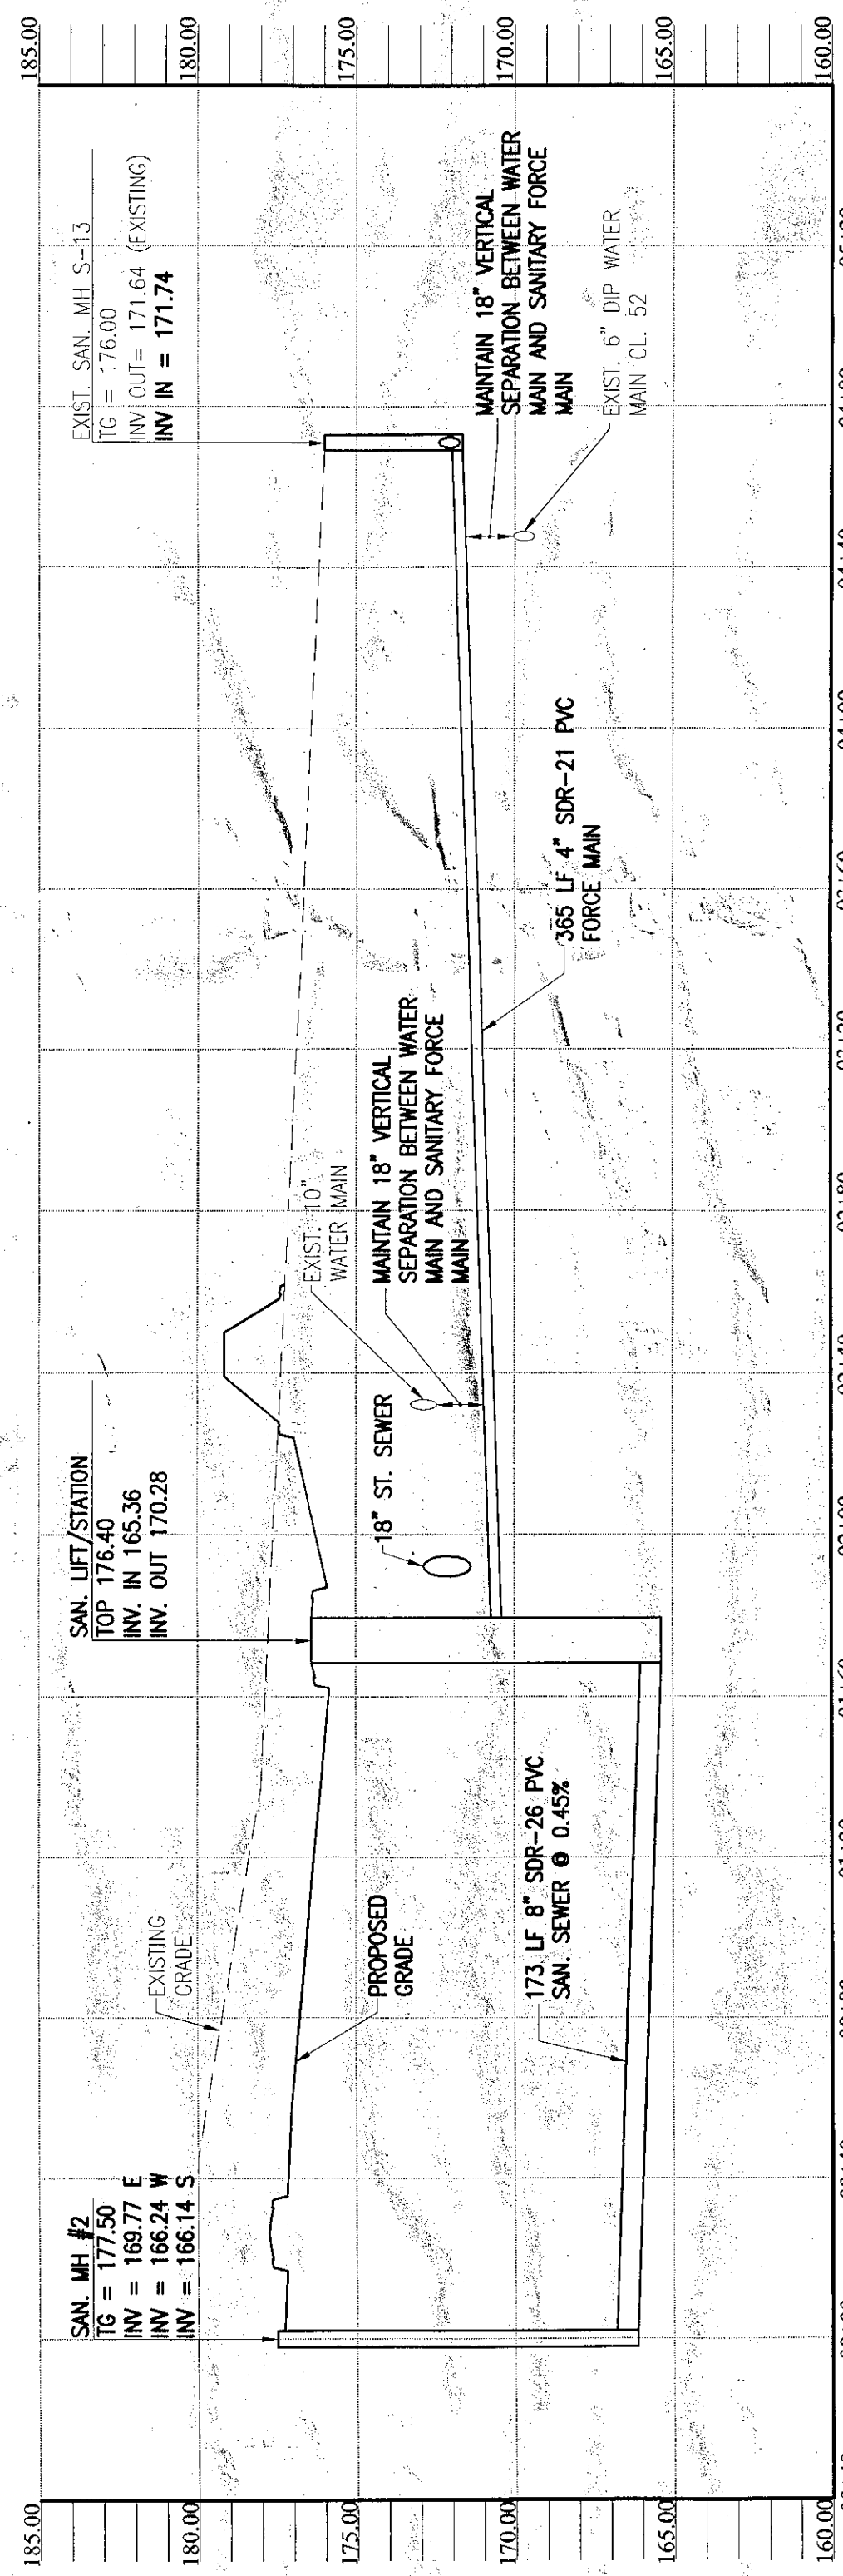 185.00
180.00
175.00
170.00
165.00
160.00
SAN. MH #2
TG = 177.50
INV = 169.77 E
INV = 166.24 W
INV = 166.14 S
EXISTING
GRADE
PROPOSED
GRADE
173 LF 8" SDR-26 PVC
SAN. SEWER @ 0.45%
SAN. LIFT/STATION
TOP 176.40
INV. IN 165.36
INV. OUT 170.28
18" ST. SEWER
EXIST. 10"
WATER MAIN
MAINTAIN 18" VERTICAL
SEPARATION BETWEEN WATER
MAIN AND SANITARY FORCE
MAIN
365 LF 4" SDR-21 PVC
FORCE MAIN
EXIST. SAN. MH S-13
TG = 176.00
INV OUT= 171.64 (EXISTING)
INV IN = 171.74
MAINTAIN 18" VERTICAL
SEPARATION BETWEEN WATER
MAIN AND SANITARY FORCE
MAIN
EXIST. 6" DIP WATER
MAIN CL. 52
185.00
180.00
175.00
170.00
165.00
160.00